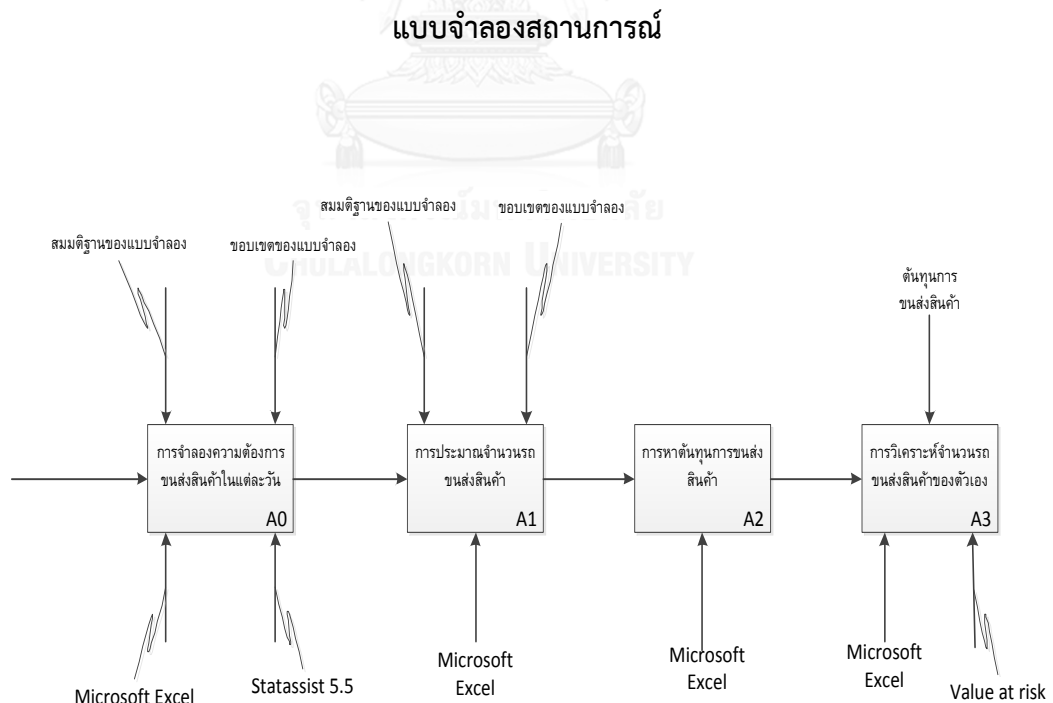 แบบจำลองสถานการณ์
สมมติฐานของแบบจำลอง
ขอบเขตของแบบจำลอง
สมมติฐานของแบบจำลอง
ขอบเขตของแบบจำลอง
CHULALONGKORN UNIVERSITY
ต้นทุนการ
ขนส่งสินค้า
การจำลองความต้องการ
ขนส่งสินค้าในแต่ละวัน
A0
การประมาณจำนวนรถ
ขนส่งสินค้า
A1
การหาต้นทุนการขนส่ง
สินค้า
A2
การวิเคราะห์จำนวนรถ
ขนส่งสินค้าของตัวเอง
A3
Microsoft Excel
Statassist 5.5
Microsoft
Excel
Microsoft
Excel
Microsoft
Excel
Value at risk